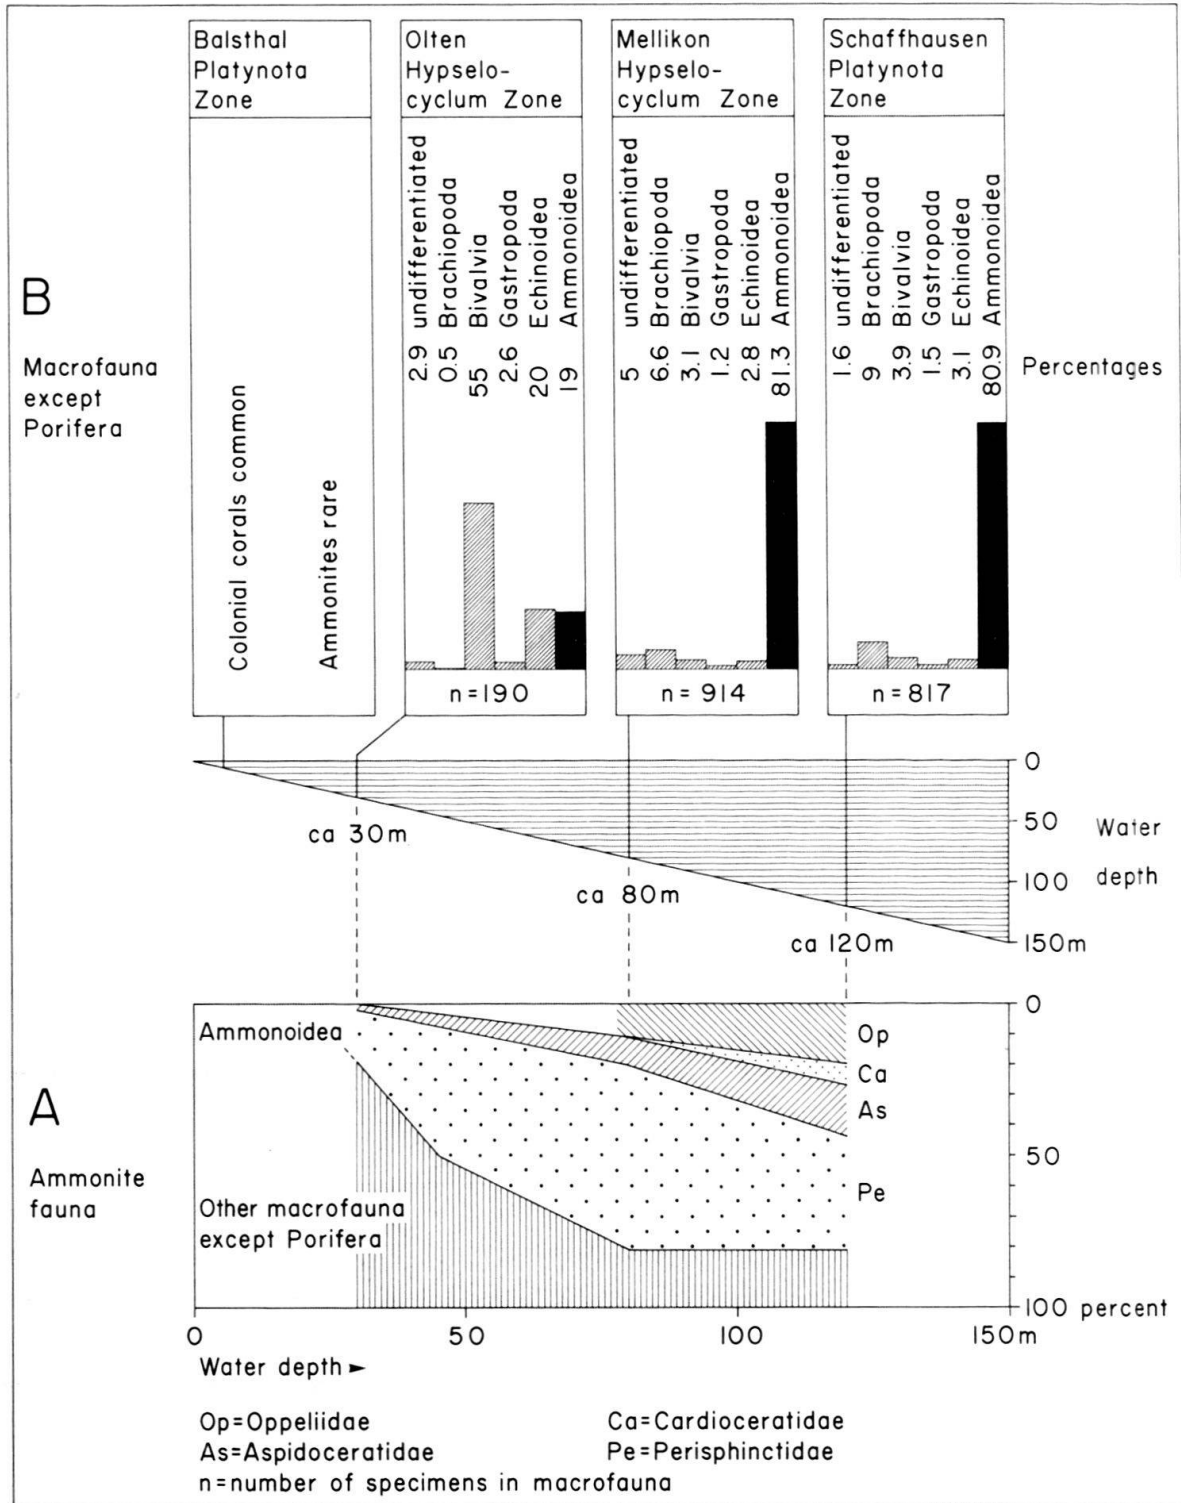 Balsthal
Platynota
Zone
Colonial corals common
Ammonites rare
Olten
Hypselo-
cyclum Zone
2.9 undifferentiated
0.5 Brachiopoda
55 Bivalvia
2.6 Gastropoda
20 Echinoidea
19 Ammonoidea
n=190
Mellikon
Hypselo-
cyclum Zone
5 undifferentiated
6.6 Brachiopoda
3.1 Bivalvia
1.2 Gastropoda
2.8 Echinoidea
81.3 Ammonoidea
n= 914
Schaffhausen
Platynota
Zone
1.6 undifferentiated
9 Brachiopoda
3.9 Bivalvia
1.5 Gastropoda
3.1 Echinoidea
80.9 Ammonoidea
n=817
B
Macrofauna
except
Porifera
Percentages
0
50
100
150m
Water
depth
ca 30m
ca 80m
ca 120m
A
Ammonite
fauna
Ammonoidea
Other macrofauna
except Porifera
Op
Ca
As
Pe
0
50
100 percent
0
50
100
150m
Water depth
Op=Oppeliidae
Ca=Cardioceratidae
As=Aspidoceratidae
Pe=Perisphinctidae
n=number of specimens in macrofauna